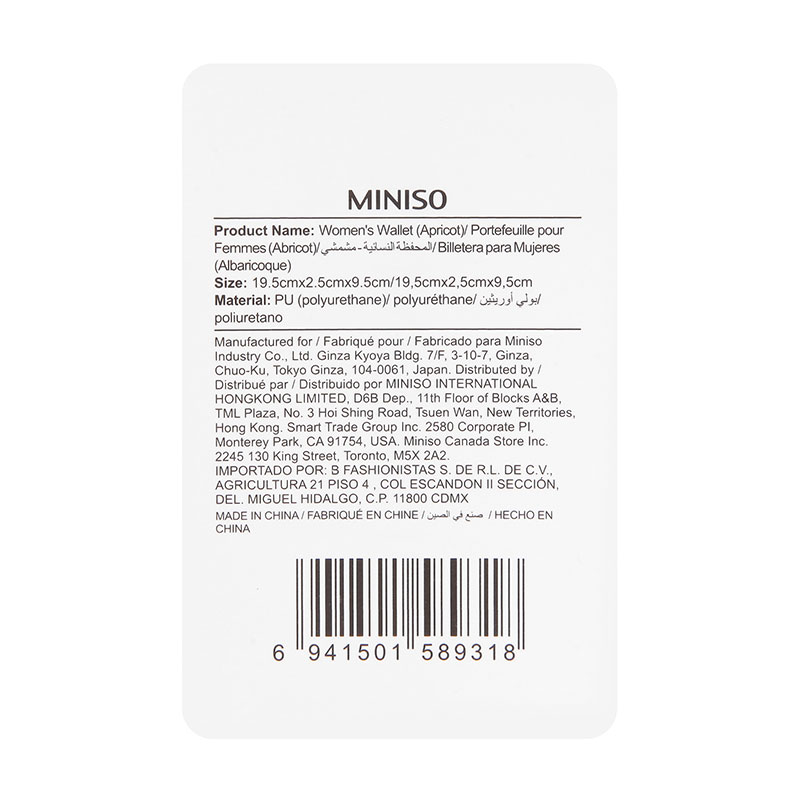 MINISO
Product Name: Women's Wallet (Apricot)/ Portefeuille pour
Femmes (Abricot)/المحفظة النسائية - مشمشي/ Billetera para Mujeres
(Albaricoque)
Size: 19.5cmx2.5cmx9.5cm/19,5cmx2,5cmx9,5cm
Material: PU (polyurethane)/ polyuréthane/ بولي أوريثين/
poliuretano
Manufactured for / Fabriqué pour / Fabricado para Miniso
Industry Co., Ltd. Ginza Kyoya Bldg. 7/F, 3-10-7, Ginza,
Chuo-Ku, Tokyo Ginza, 104-0061, Japan. Distributed by /
Distribué par / Distribuido por MINISO INTERNATIONAL
HONGKONG LIMITED, D6B Dep., 11th Floor of Blocks A&B,
TML Plaza, No. 3 Hoi Shing Road, Tsuen Wan, New Territories,
Hong Kong. Smart Trade Group Inc. 2580 Corporate PI,
Monterey Park, CA 91754, USA. Miniso Canada Store Inc.
2245 130 King Street, Toronto, M5X 2A2.
IMPORTADO POR: B FASHIONISTAS S. DE R.L. DE C.V.,
AGRICULTURA 21 PISO 4 , COL ESCANDON II SECCIÓN,
DEL. MIGUEL HIDALGO, C.P. 11800 CDMX
MADE IN CHINA / FABRIQUÉ EN CHINE / صنع في الصين / HECHO EN
CHINA
6 941501 589318